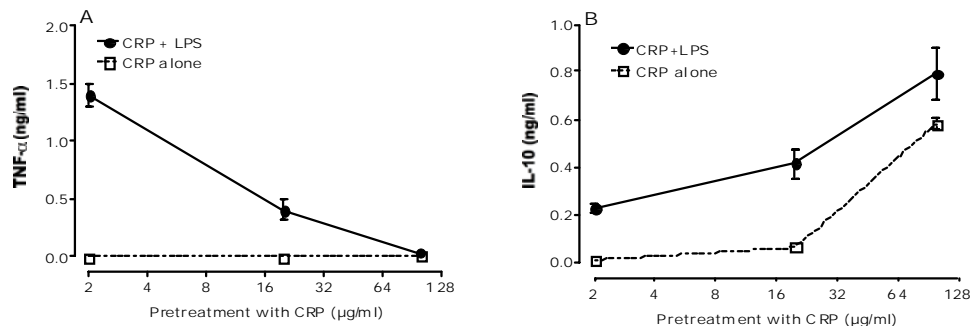 A
2.0
CRP + LPS
CRP alone
1.5
1.0
0.5
0.0
TNF-α (ng/ml)
2 4 8 16 32 64 128
Pretreatment with CRP (µg/ml)
B
1.0
CRP+LPS
CRP alone
0.8
0.6
0.4
0.2
0.0
IL-10 (ng/ml)
2 4 8 16 32 64 128
Pretreatment with CRP (µg/ml)